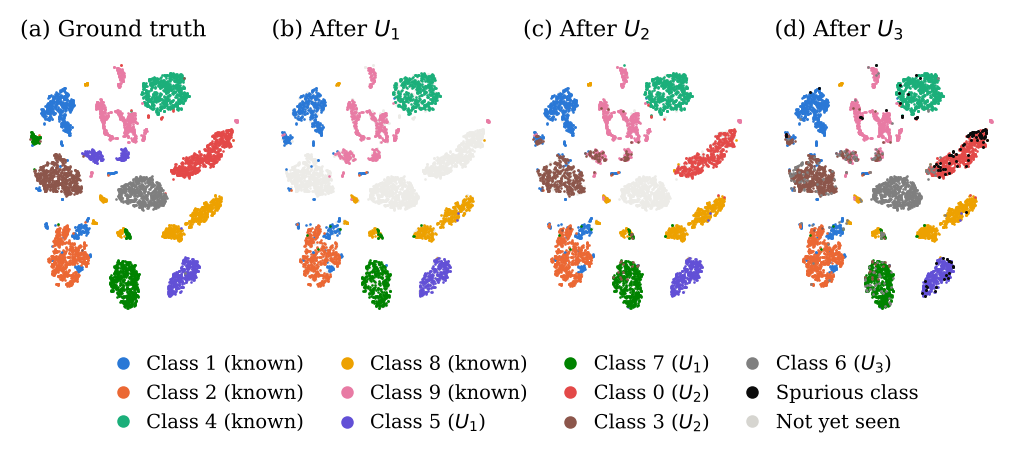 (a) Ground truth
(b) After U₁
(c) After U₂
(d) After U₃
Class 1 (known)
Class 8 (known)
Class 7 (U₁)
Class 6 (U₃)
Class 2 (known)
Class 9 (known)
Class 0 (U₂)
Spurious class
Class 4 (known)
Class 5 (U₁)
Class 3 (U₂)
Not yet seen